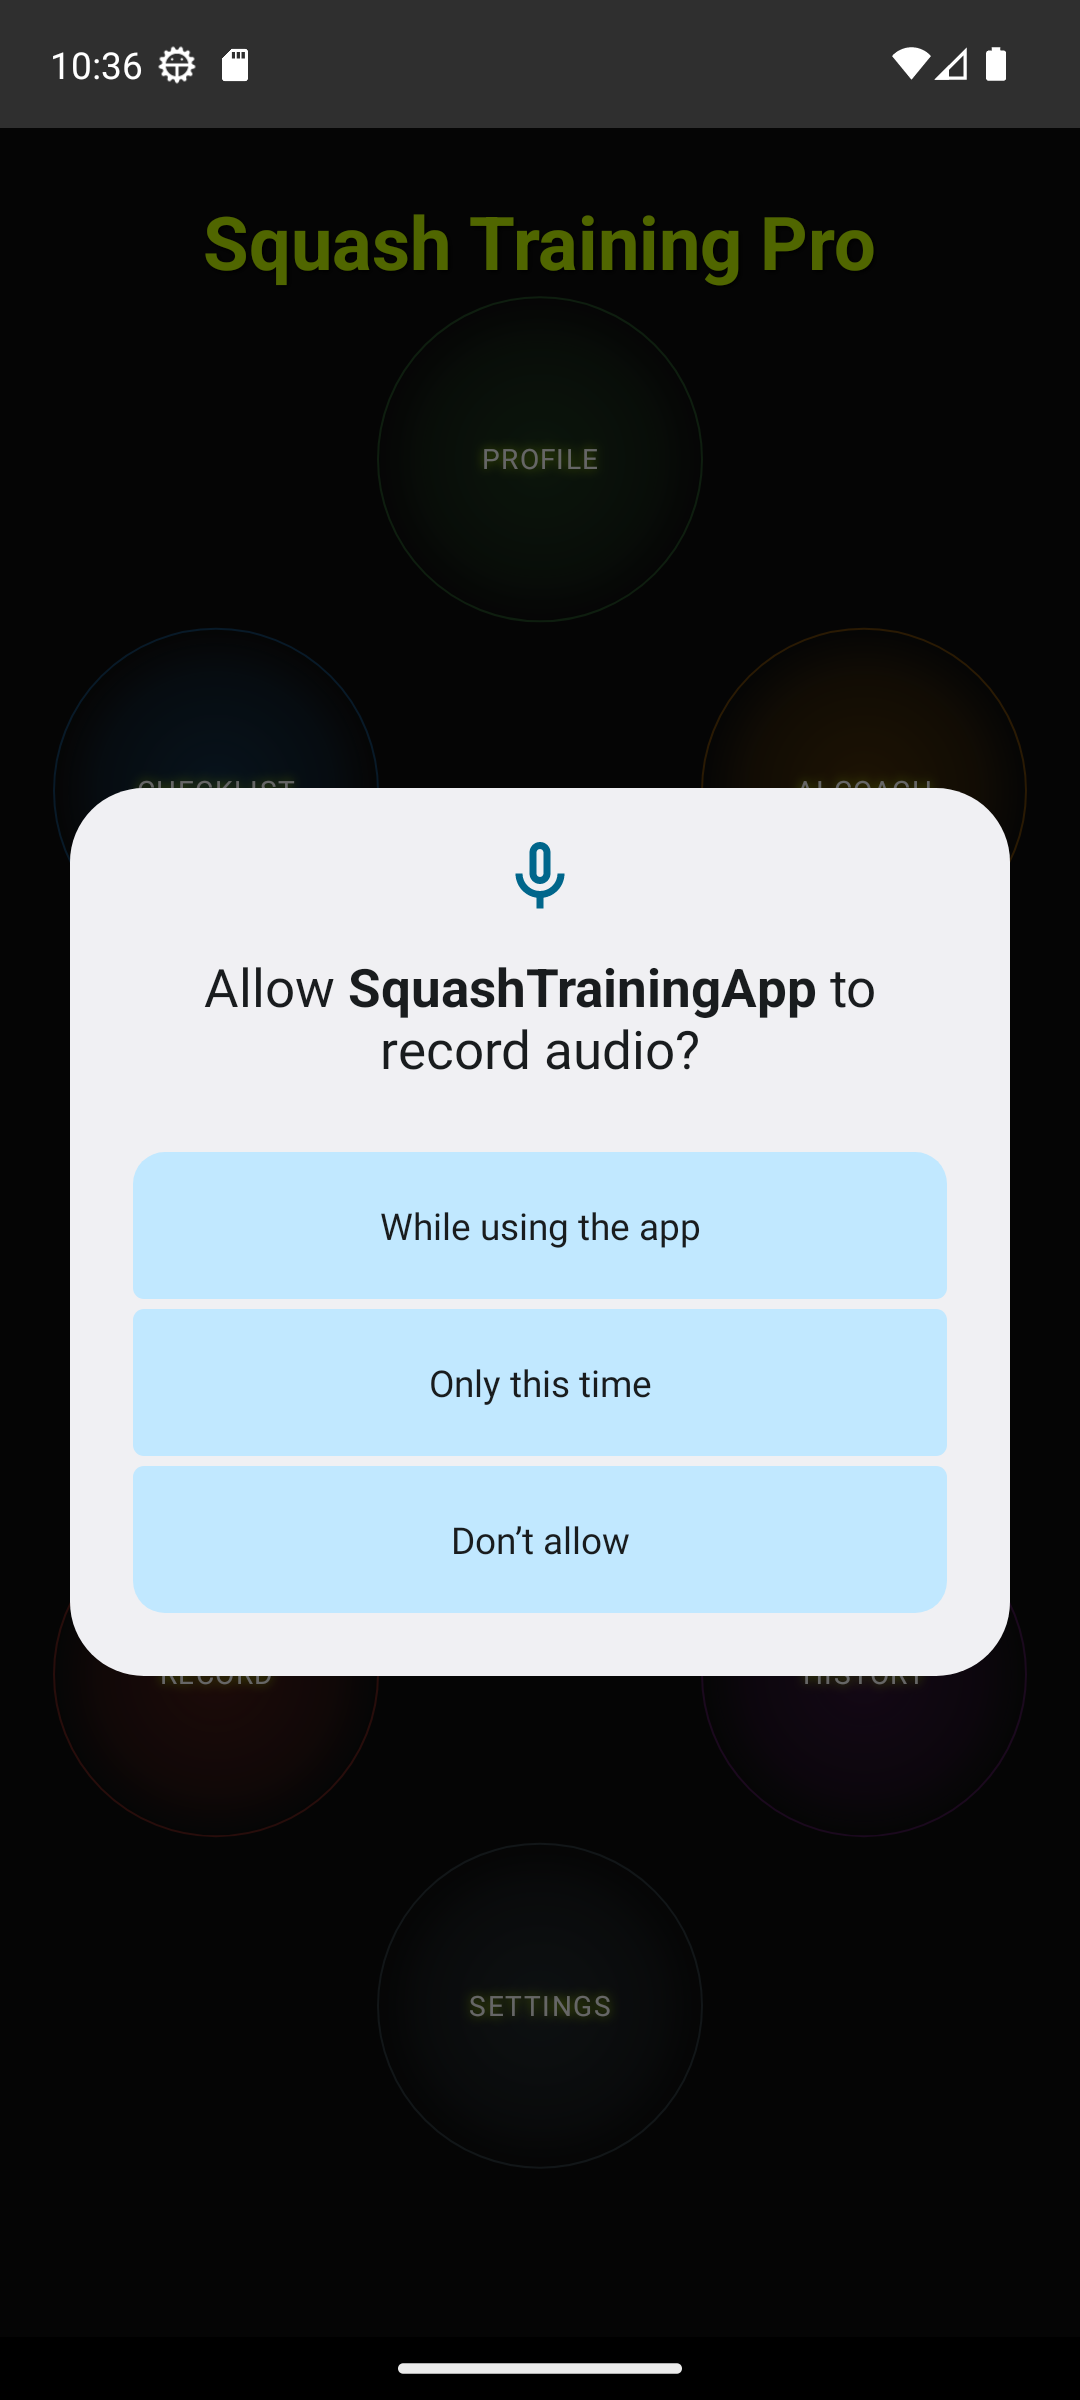 10:36
Squash Training Pro
PROFILE
CHECKLIST
AI COACH
Allow SquashTrainingApp to
record audio?
While using the app
Only this time
Don’t allow
RECORD
HISTORY
SETTINGS